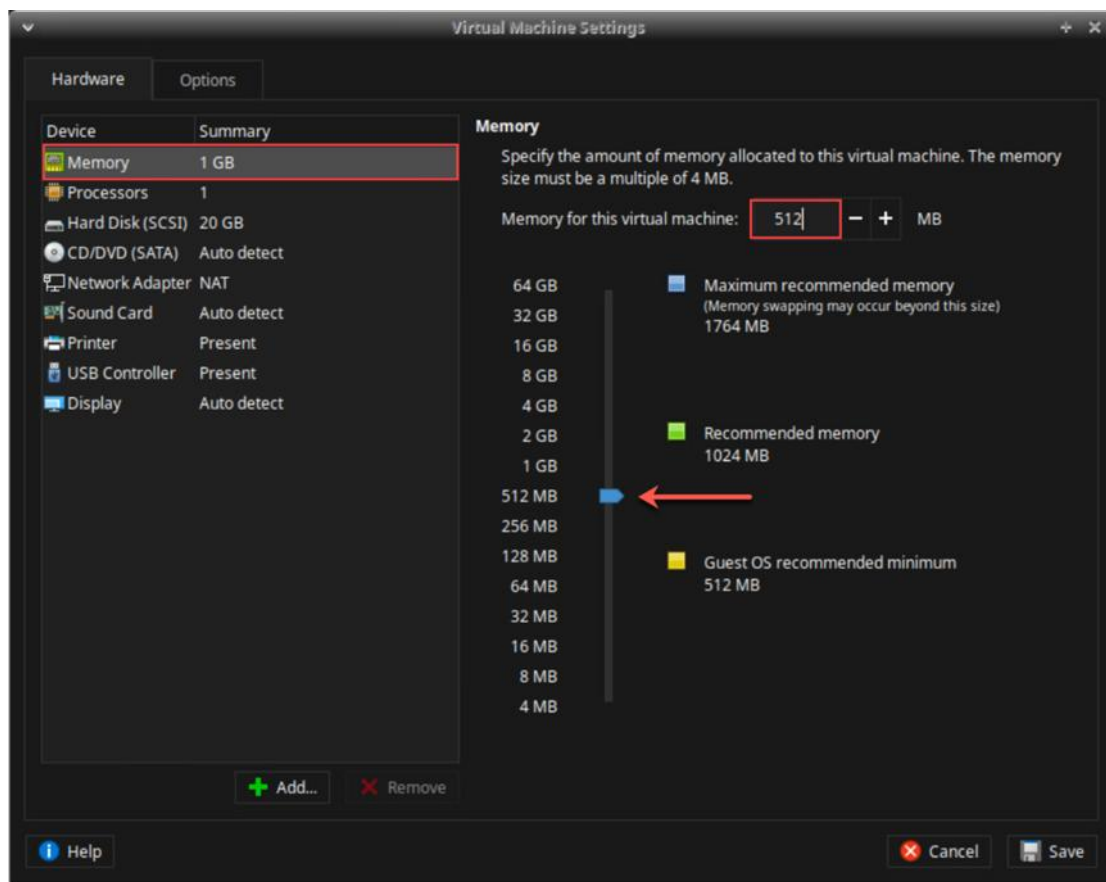 Virtual Machine Settings
Hardware Options
Device Summary
Memory 1 GB
Processors 1
Hard Disk (SCSI) 20 GB
CD/DVD (SATA) Auto detect
Network Adapter NAT
Sound Card Auto detect
Printer Present
USB Controller Present
Display Auto detect
Add... Remove
Memory
Specify the amount of memory allocated to this virtual machine. The memory
size must be a multiple of 4 MB.
Memory for this virtual machine: 512 − + MB
64 GB
32 GB
16 GB
8 GB
4 GB
2 GB
1 GB
512 MB
256 MB
128 MB
64 MB
32 MB
16 MB
8 MB
4 MB
Maximum recommended memory
(Memory swapping may occur beyond this size)
1764 MB
Recommended memory
1024 MB
Guest OS recommended minimum
512 MB
Help Cancel Save